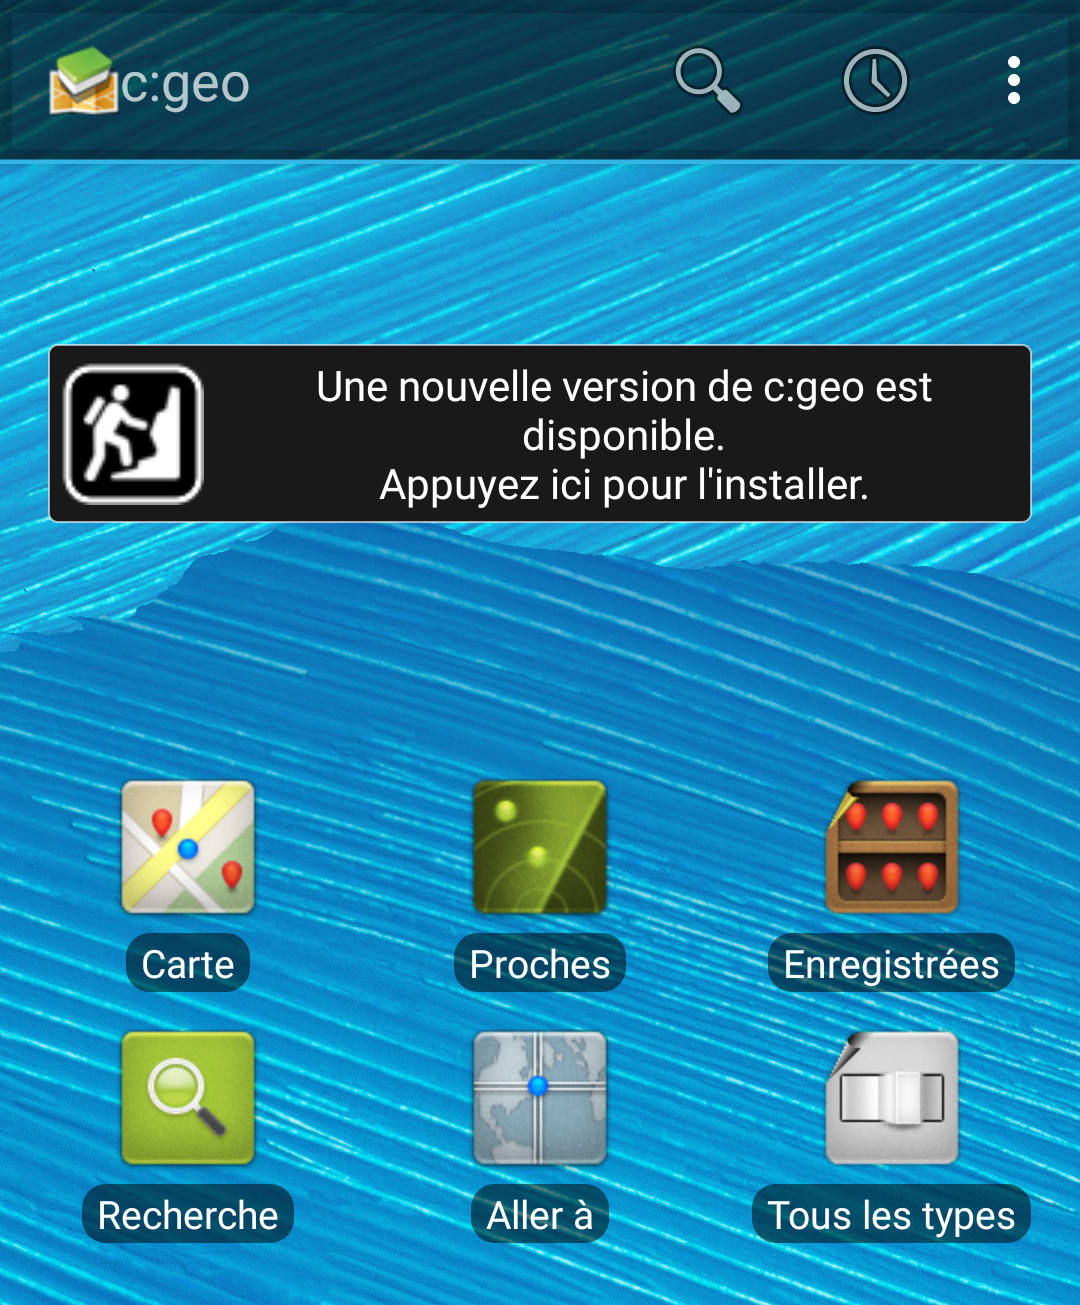 c:geo
Une nouvelle version de c:geo est
disponible.
Appuyez ici pour l'installer.
Carte
Proches
Enregistrées
Recherche
Aller à
Tous les types